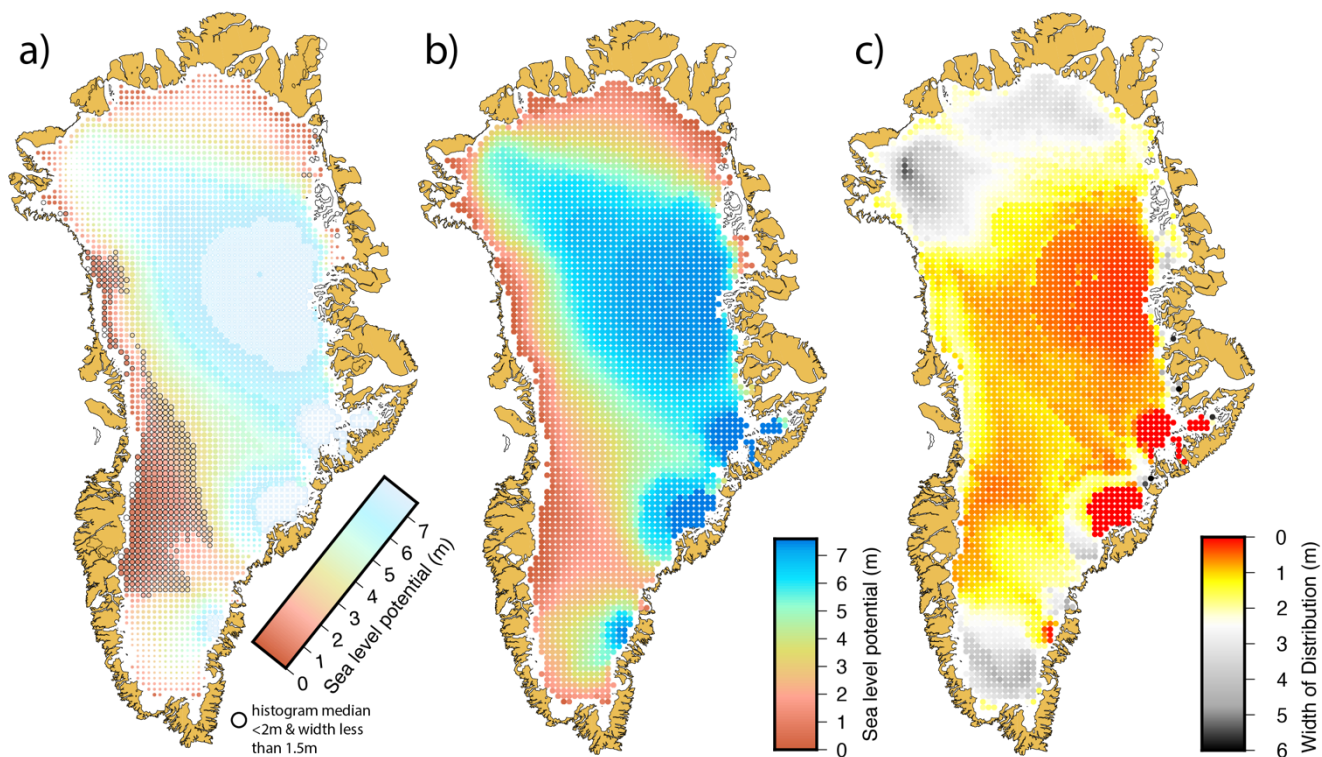 a)
b)
c)
0 1 2 3 4 5 6 7
Sea level potential (m)
histogram median
<2m & width less
than 1.5m
7
6
5
4
3
2
1
0
Sea level potential (m)
0
1
2
3
4
5
6
Width of Distribution (m)